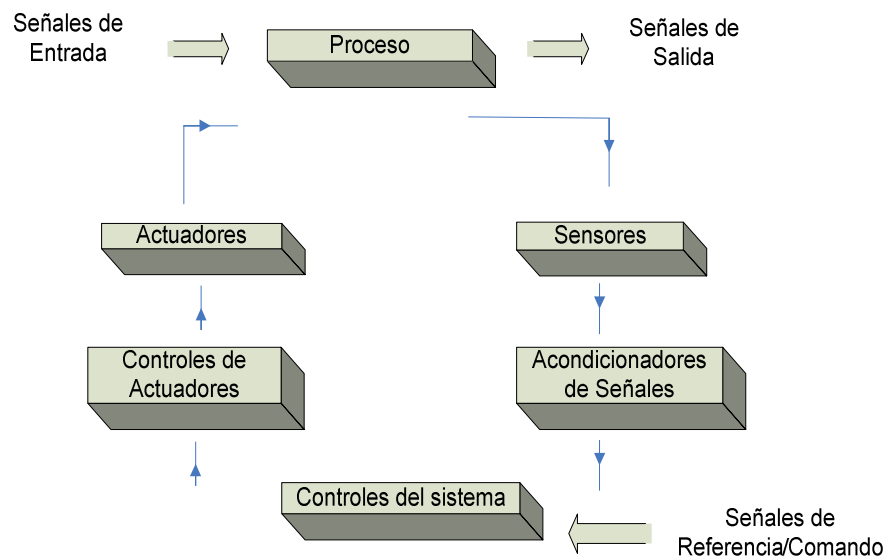 Señales de
Entrada
Proceso
Señales de
Salida
Actuadores
Sensores
Controles de
Actuadores
Acondicionadores
de Señales
Controles del sistema
Señales de
Referencia/Comando